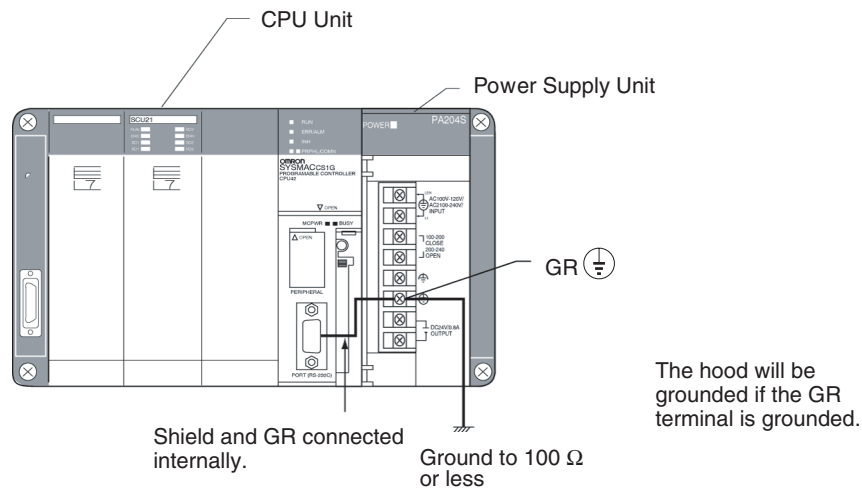 CPU Unit
Power Supply Unit
SCU21
RUN
ERR/ALM
INH
PRPHL/COMM
POWER
PA204S
OMRON
SYSMAC CS1G
PROGRAMABLE CONTROLLER
CPU42
OPEN
MCPWR
BUSY
OPEN
PERIPHERAL
PORT (RS-232C)
AC100V-120V/
INPUT
100-200
CLOSE
200-240
OPEN
DC24V/0.8A
OUTPUT
GR
The hood will be
grounded if the GR
terminal is grounded.
Shield and GR connected
internally.
Ground to 100 Ω
or less